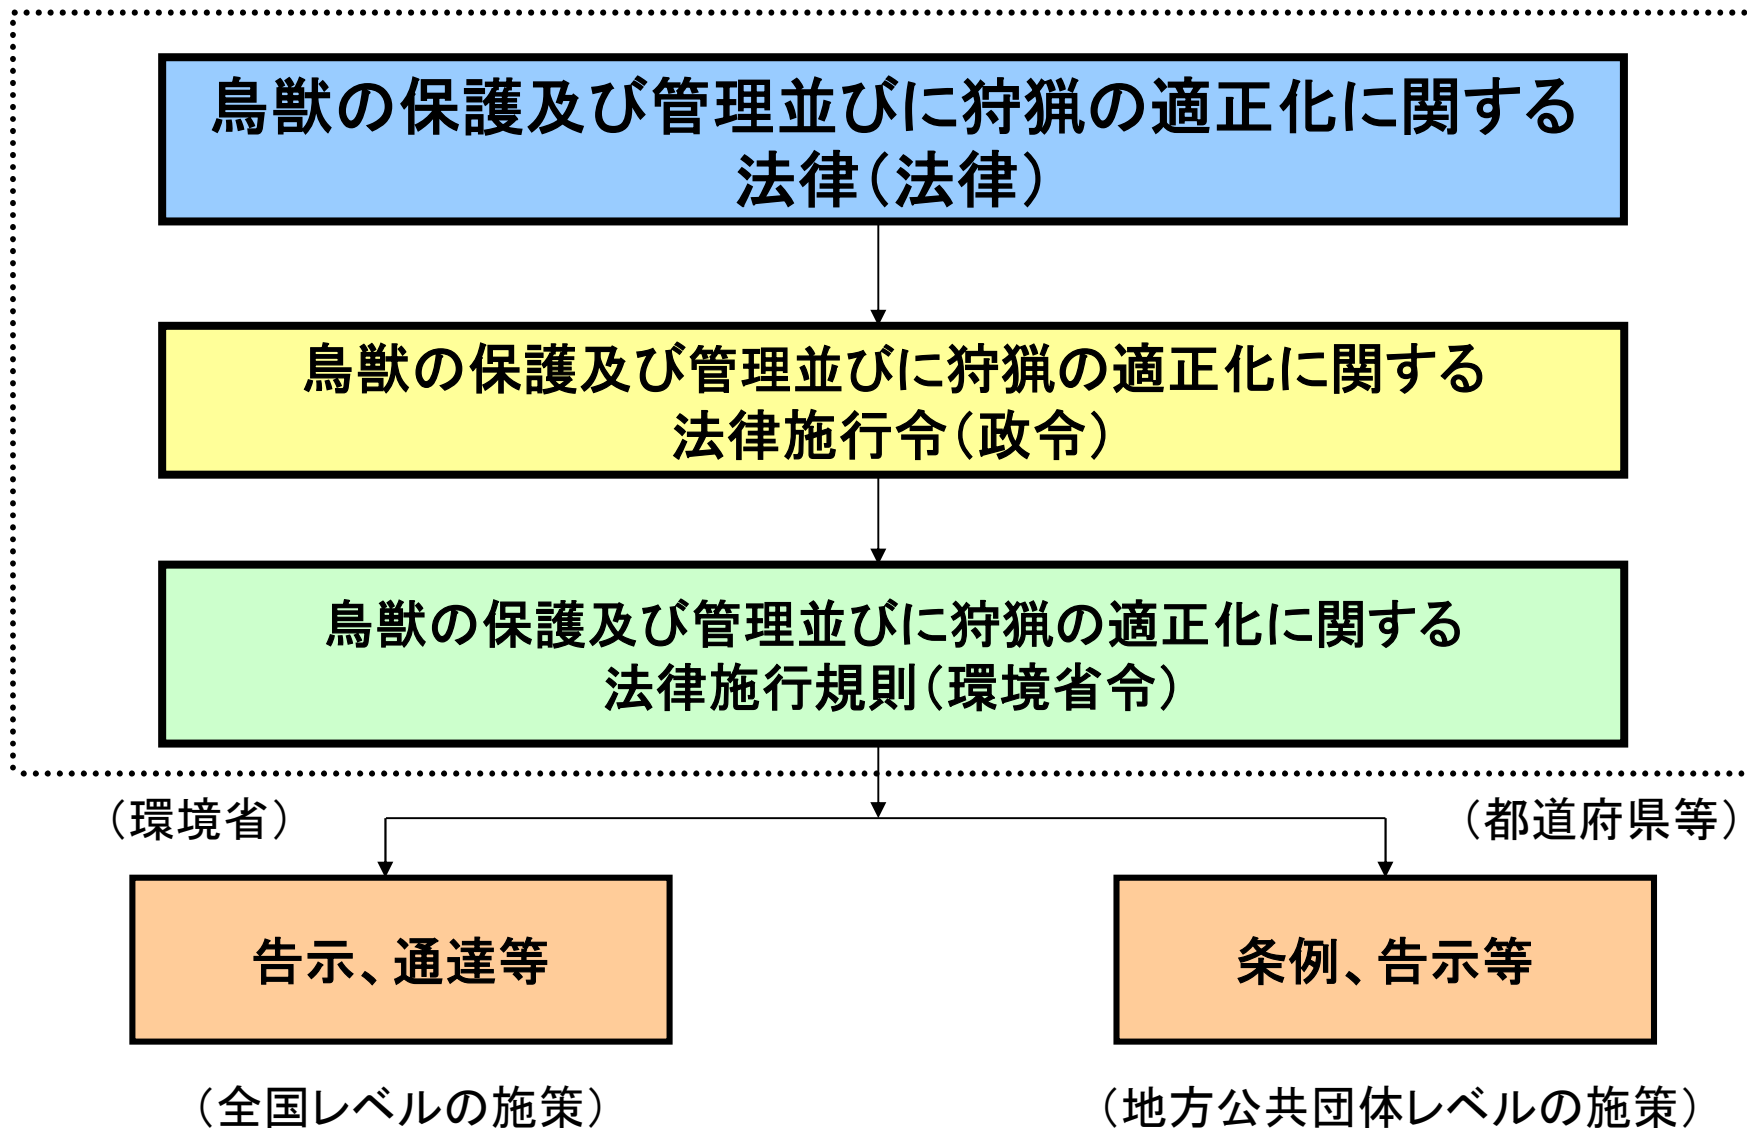 鳥獣の保護及び管理並びに狩猟の適正化に関する
法律(法律)
鳥獣の保護及び管理並びに狩猟の適正化に関する
法律施行令(政令)
鳥獣の保護及び管理並びに狩猟の適正化に関する
法律施行規則(環境省令)
(環境省)
(都道府県等)
告示、通達等
条例、告示等
(全国レベルの施策)
(地方公共団体レベルの施策)